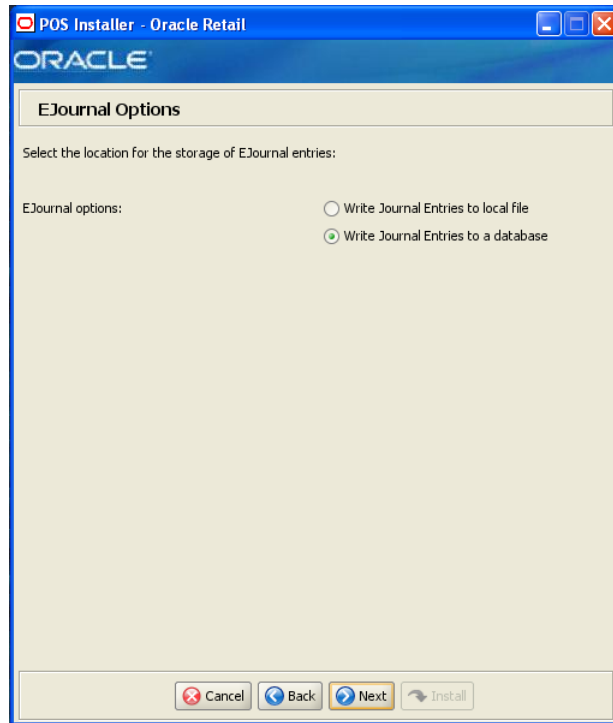 POS Installer - Oracle Retail
ORACLE
EJournal Options
Select the location for the storage of EJournal entries:
EJournal options:
Write Journal Entries to local file
Write Journal Entries to a database
Cancel
Back
Next
Install